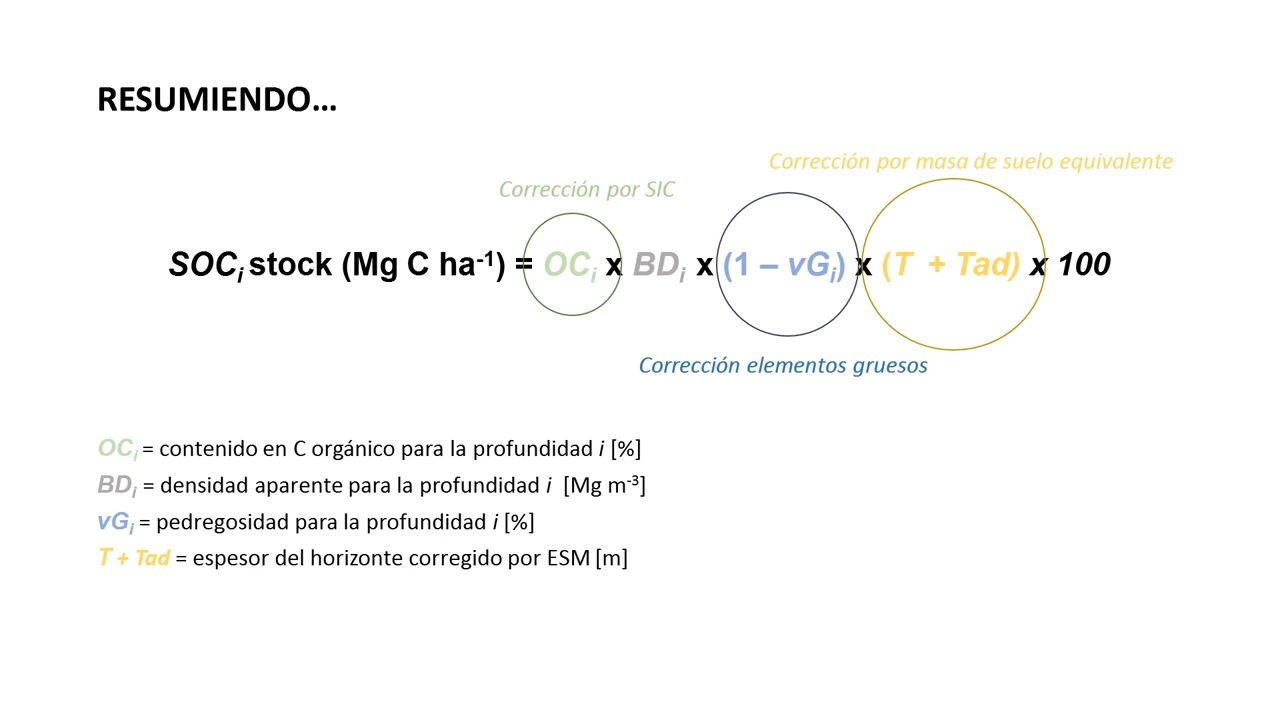 RESUMIENDO...
Corrección por masa de suelo equivalente
Corrección por SIC
SOCi stock (Mg C ha-1) = OCi x BDi x (1 – vGi) x (T + Tad) x 100
Corrección elementos gruesos
OCi = contenido en C orgánico para la profundidad i [%]
BDi = densidad aparente para la profundidad i [Mg m-3]
vGi = pedregosidad para la profundidad i [%]
T + Tad = espesor del horizonte corregido por ESM [m]